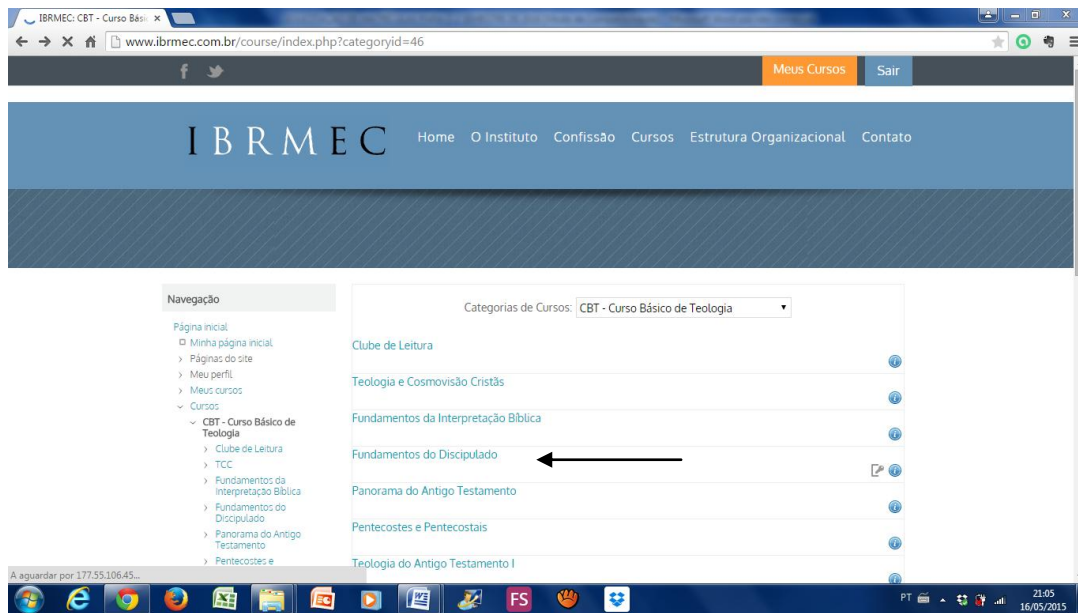 IBRMEC: CBT - Curso Bási
www.ibrmec.com.br/course/index.php?categoryid=46
Meus Cursos Sair
IBRMEC Home O Instituto Confissão Cursos Estrutura Organizacional Contato
Navegação
Página inicial
Minha página inicial
Páginas do site
Meu perfil
Meus cursos
Cursos
CBT - Curso Básico de
Teologia
Clube de Leitura
TCC
Fundamentos da
Interpretação Bíblica
Fundamentos do
Discipulado
Panorama do Antigo
Testamento
Pentecostes e
Categorias de Cursos: CBT - Curso Básico de Teologia
Clube de Leitura
Teologia e Cosmovisão Cristãs
Fundamentos da Interpretação Bíblica
Fundamentos do Discipulado
Panorama do Antigo Testamento
Pentecostes e Pentecostais
Teologia do Antigo Testamento I
A aguardar por 177.55.106.45...
FS
PT 21:05
16/05/2015